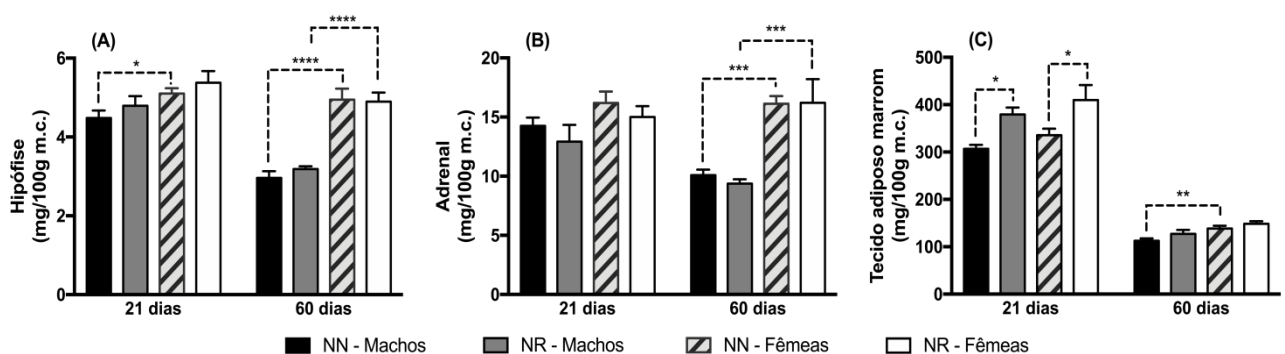 (A)
Hipófise
(mg/100g m.c.)
6
4
2
0
*
****
****
21 dias
60 dias
(B)
Adrenal
(mg/100g m.c.)
20
15
10
5
0
***
***
21 dias
60 dias
(C)
Tecido adiposo marrom
(mg/100g m.c.)
500
400
300
200
100
0
*
*
**
21 dias
60 dias
NN - Machos
NR - Machos
NN - Fêmeas
NR - Fêmeas